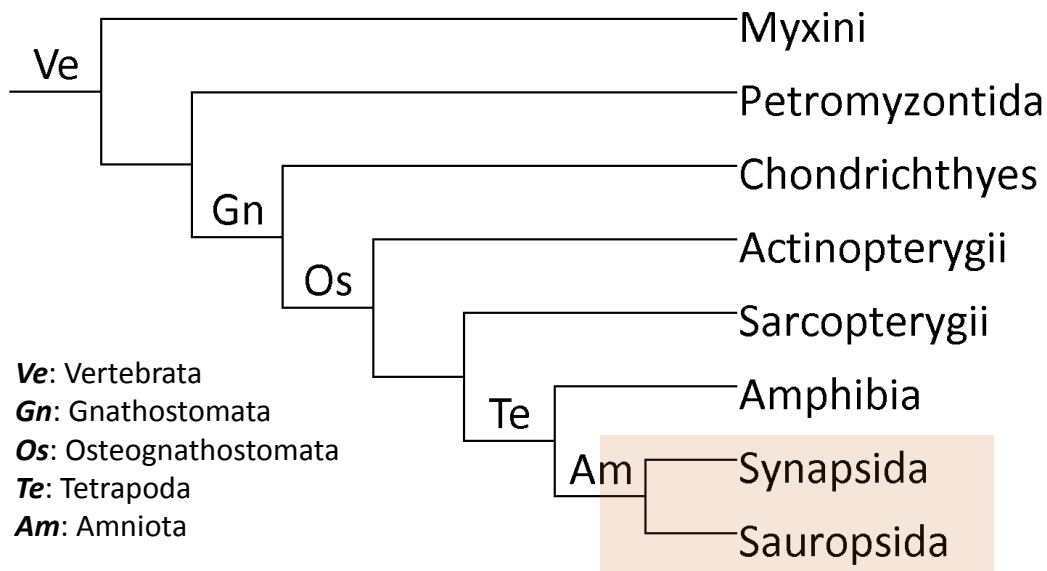 Myxini
Ve
Petromyzontida
Chondrichthyes
Gn
Actinopterygii
Os
Sarcopterygii
Ve: Vertebrata
Gn: Gnathostomata
Os: Osteognathostomata
Te: Tetrapoda
Am: Amniota
Amphibia
Te
Synapsida
Am
Sauropsida